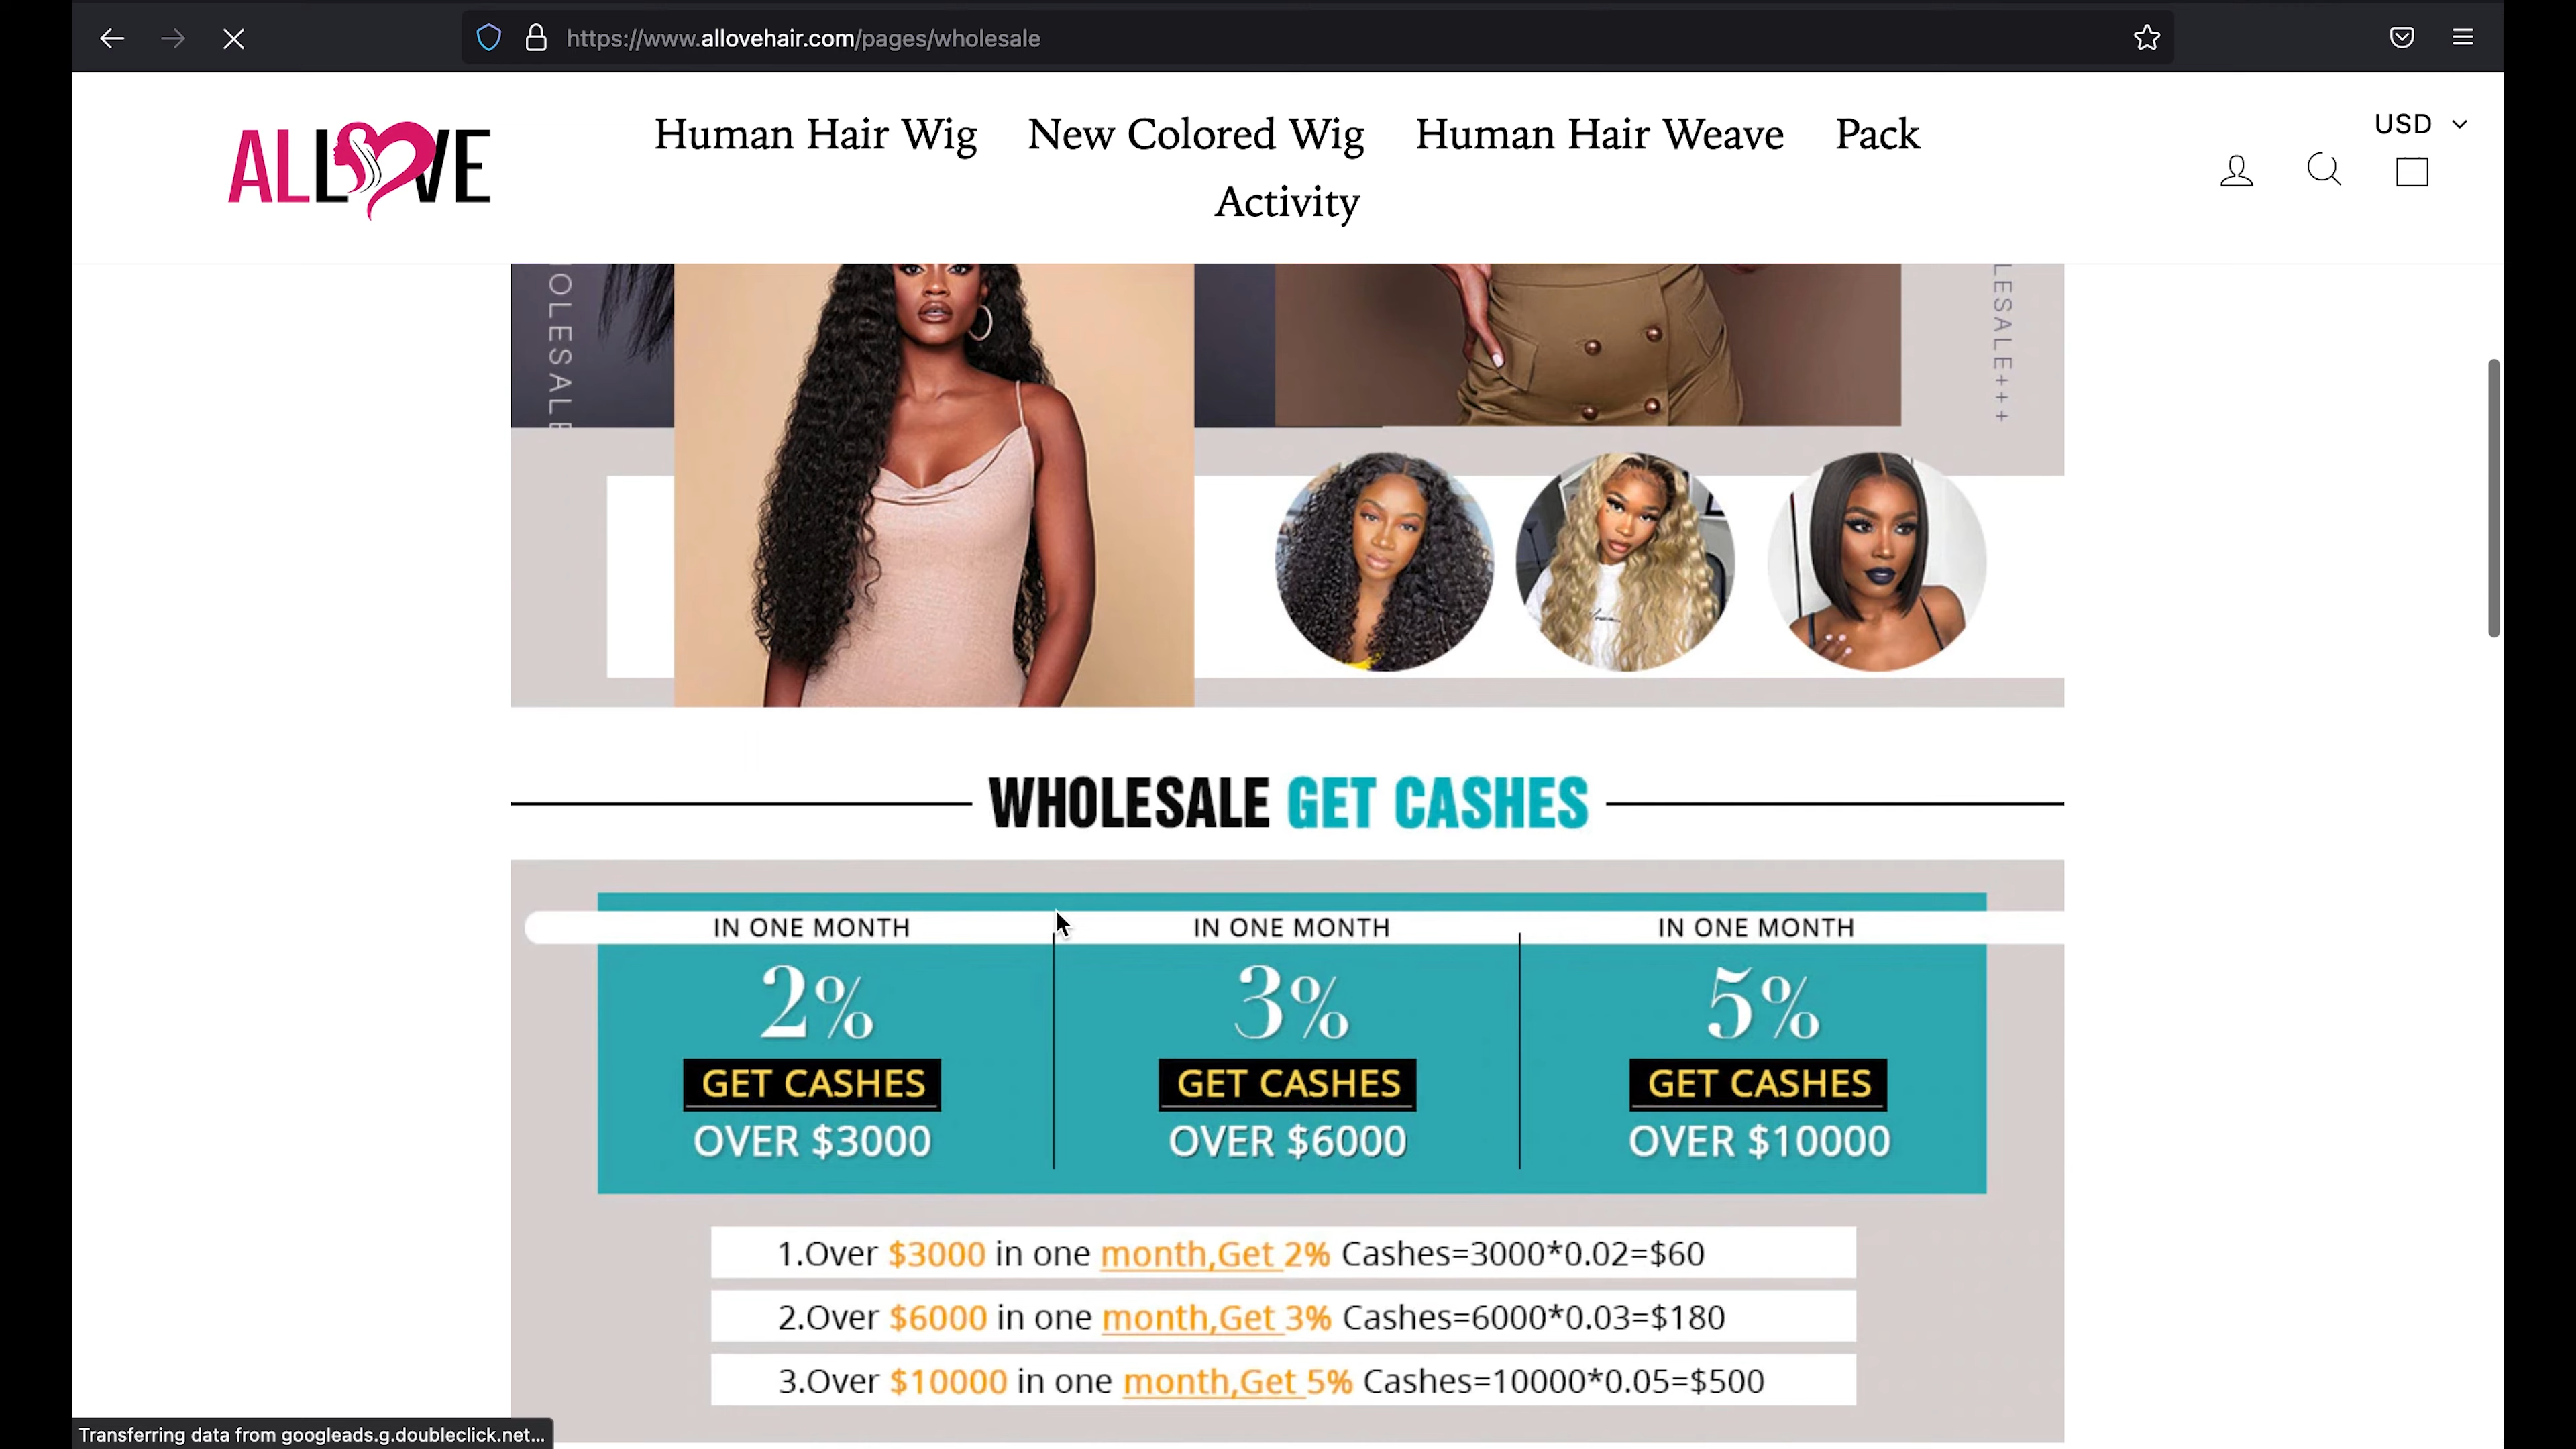 https://www.allovehair.com/pages/wholesale
ALLOVE
Human Hair Wig New Colored Wig Human Hair Weave Pack
Activity
USD
WHOLESALE GET CASHES
IN ONE MONTH
2%
GET CASHES
OVER $3000
IN ONE MONTH
3%
GET CASHES
OVER $6000
IN ONE MONTH
5%
GET CASHES
OVER $10000
1.Over $3000 in one month,Get 2% Cashes=3000*0.02=$60
2.Over $6000 in one month,Get 3% Cashes=6000*0.03=$180
3.Over $10000 in one month,Get 5% Cashes=10000*0.05=$500
Transferring data from googleads.g.doubleclick.net...